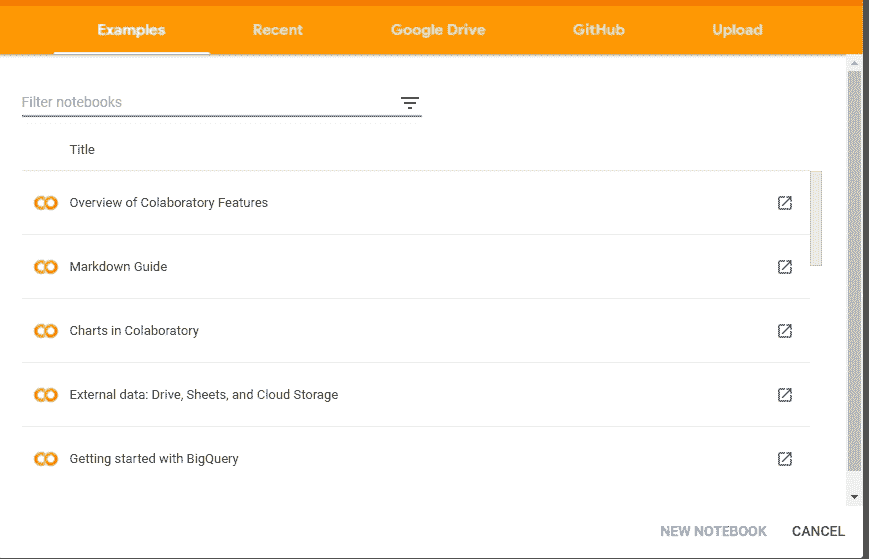 Examples Recent Google Drive GitHub Upload
Filter notebooks
Title
Overview of Colaboratory Features
Markdown Guide
Charts in Colaboratory
External data: Drive, Sheets, and Cloud Storage
Getting started with BigQuery
NEW NOTEBOOK CANCEL